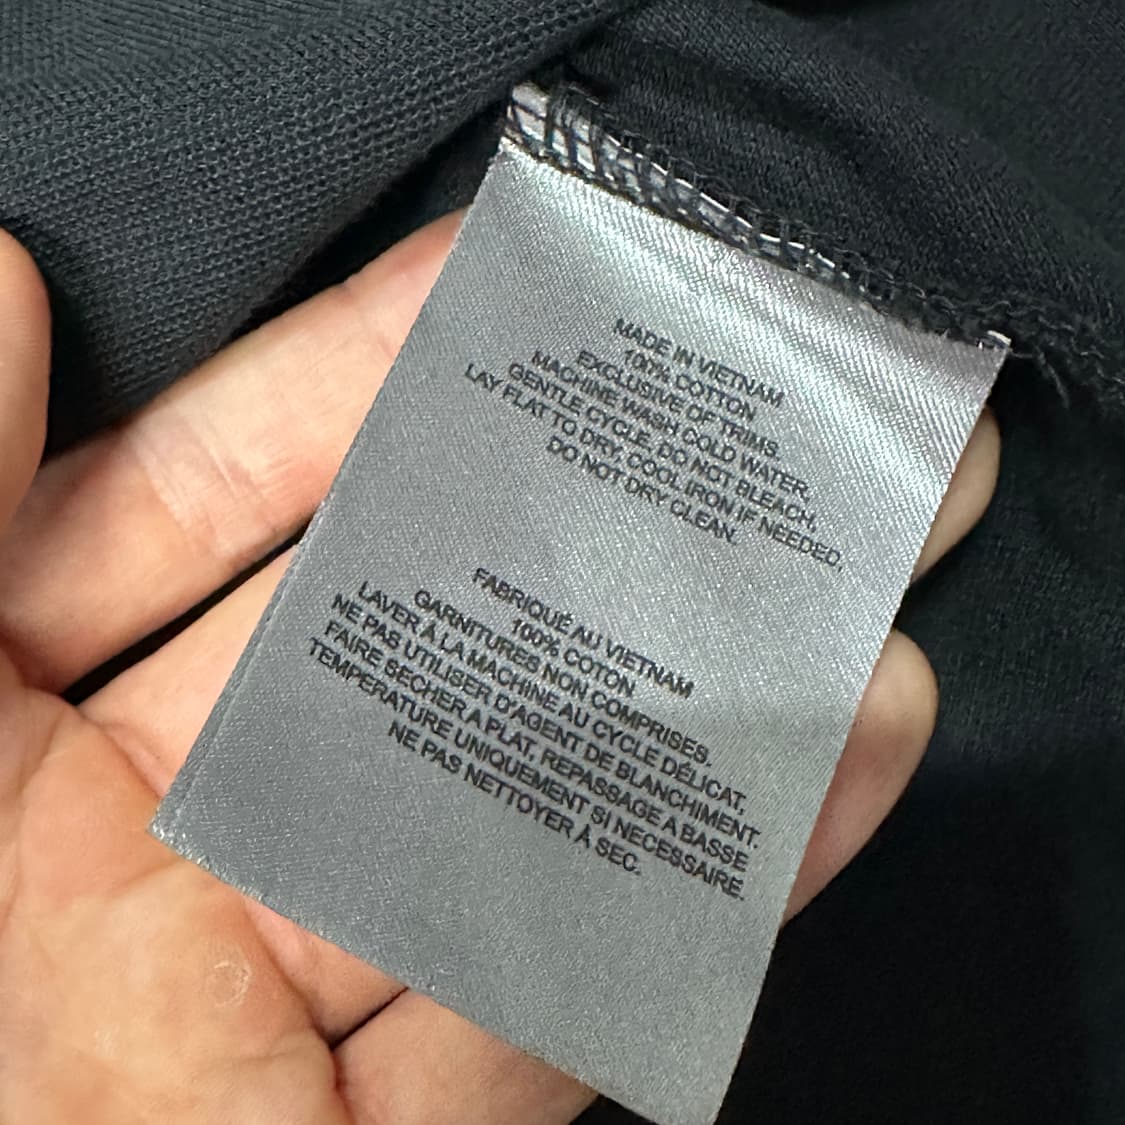 MADE IN VIETNAM
100% COTTON
EXCLUSIVE OF TRIMS.
MACHINE WASH COLD WATER,
GENTLE CYCLE. DO NOT BLEACH,
LAY FLAT TO DRY, COOL IRON IF NEEDED.
DO NOT DRY CLEAN.
FABRIQUÉ AU VIETNAM
100% COTON
GARNITURES NON COMPRISES.
LAVER À LA MACHINE AU CYCLE DÉLICAT,
NE PAS UTILISER D'AGENT DE BLANCHIMENT.
FAIRE SECHER A PLAT, REPASSAGE A BASSE
TEMPERATURE UNIQUEMENT SI NECESSAIRE.
NE PAS NETTOYER À SEC.